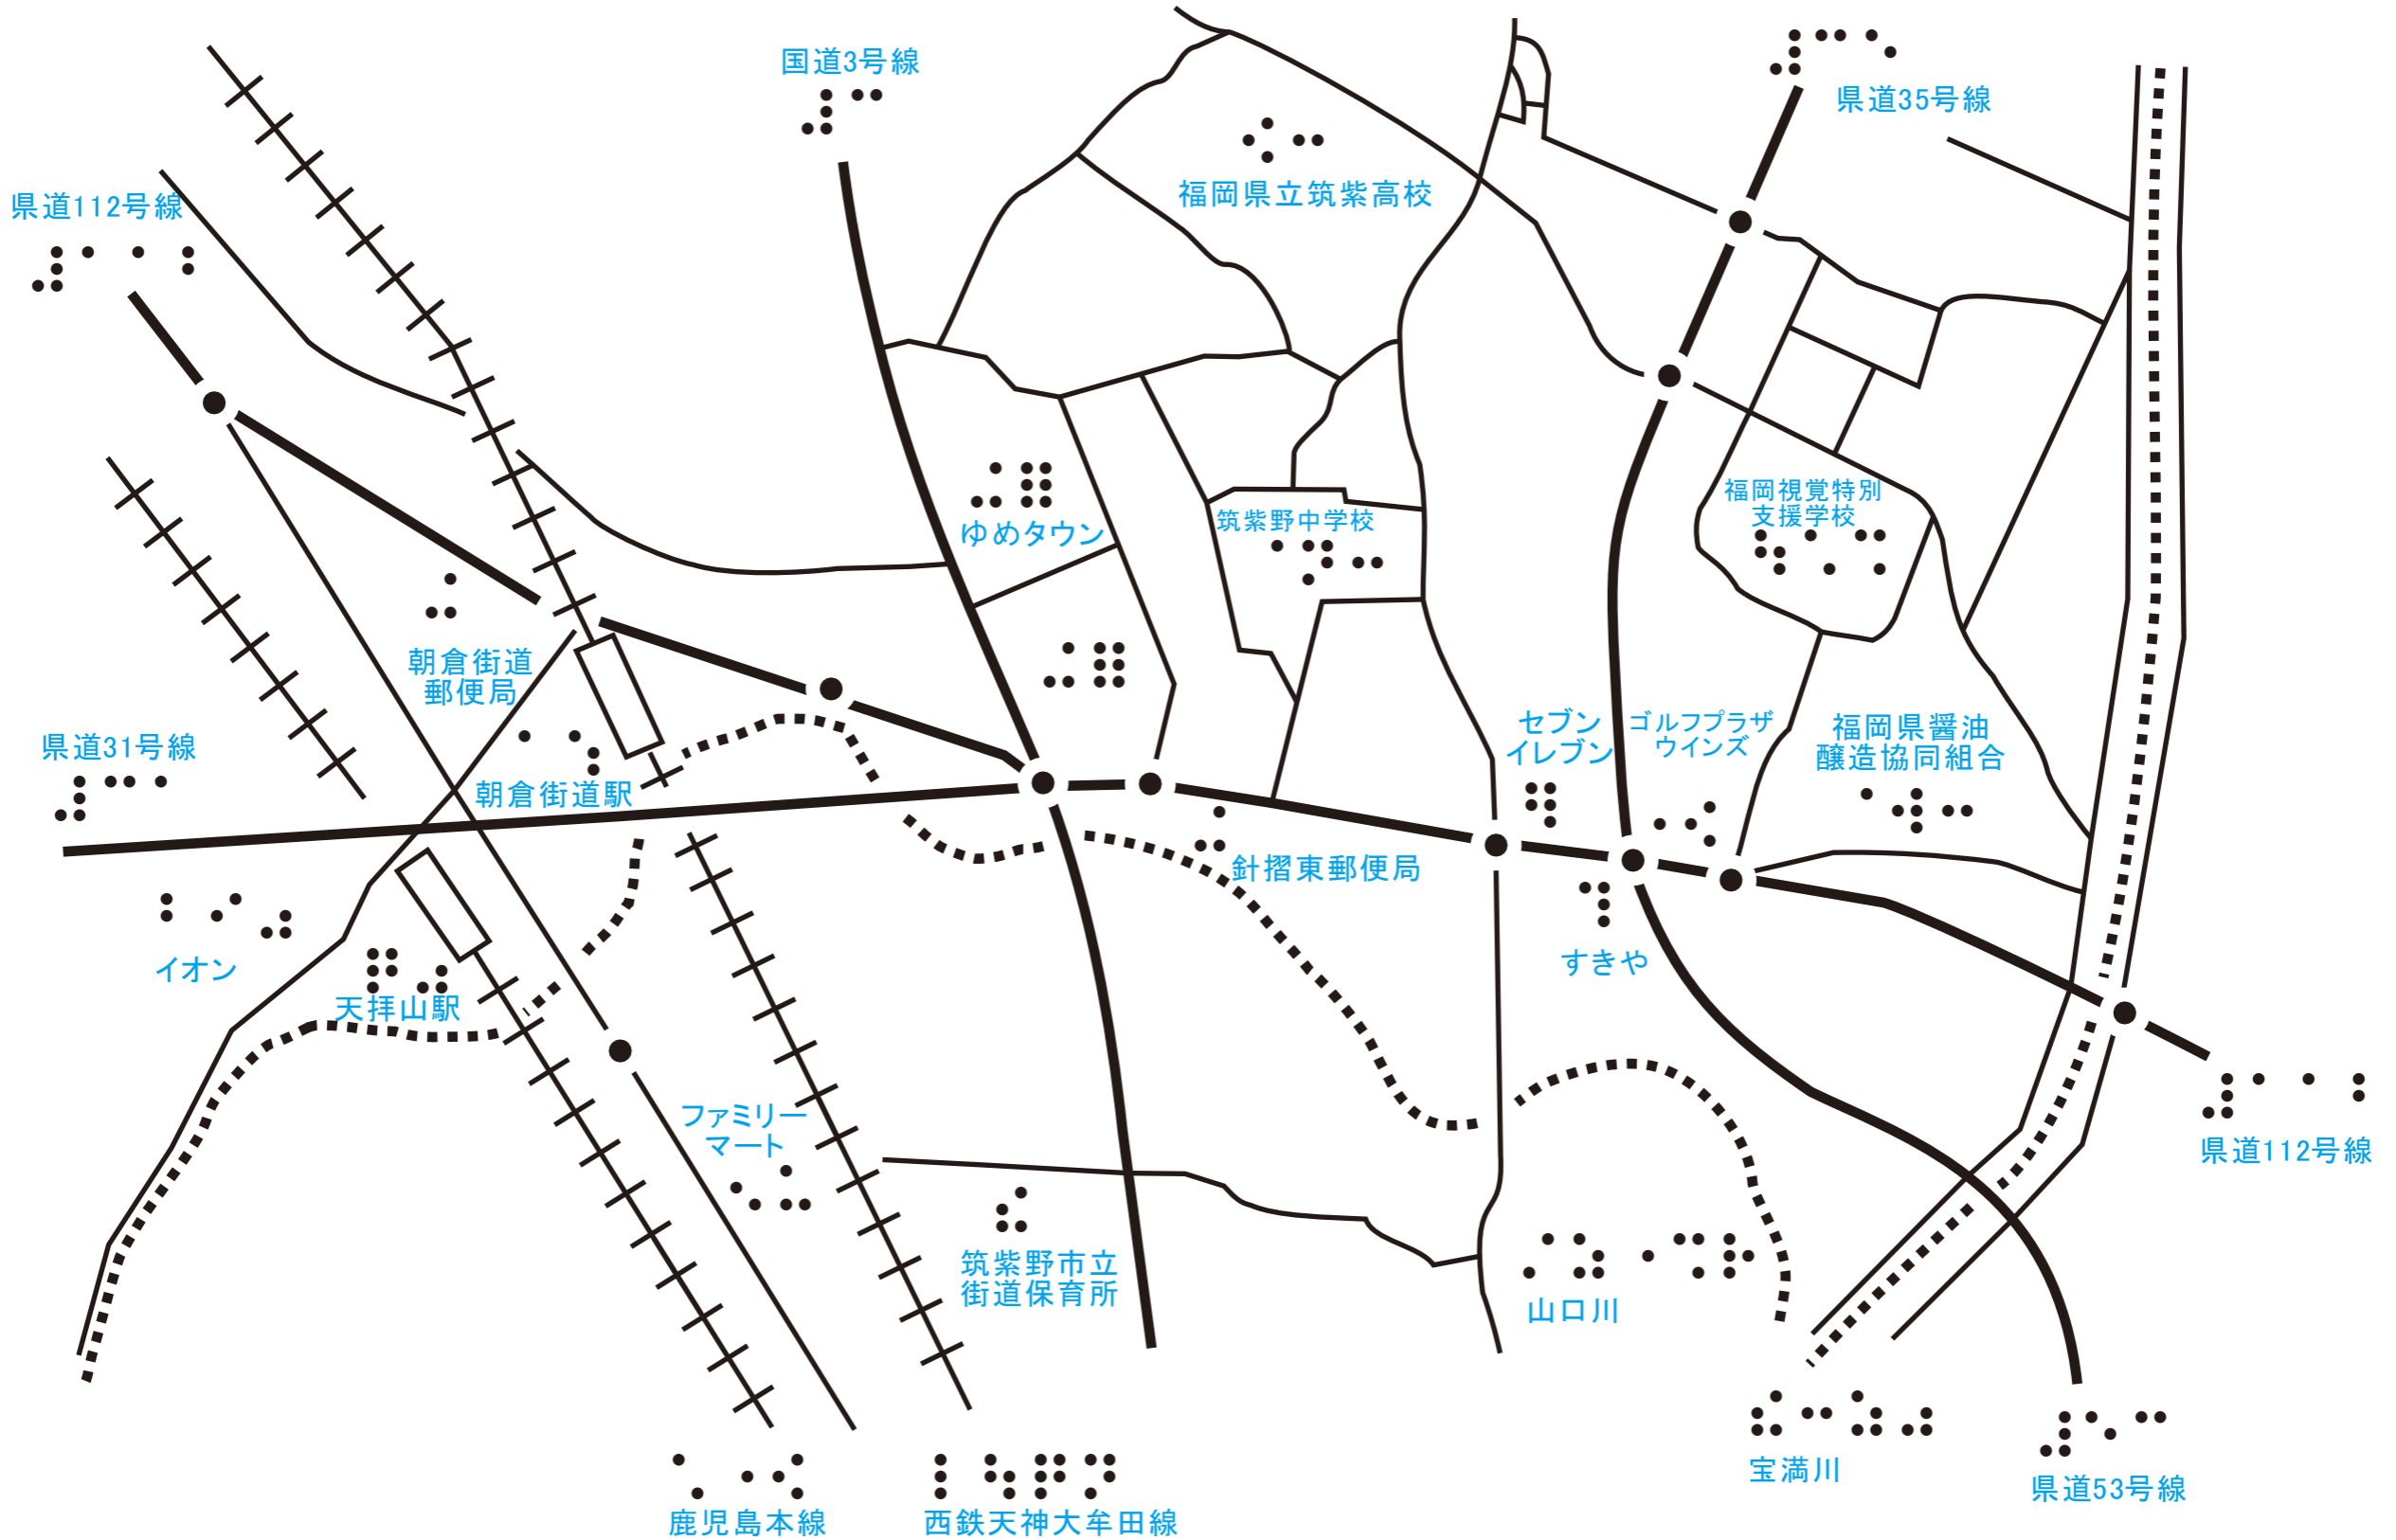 国道3号線
県道35号線
県道112号線
福岡県立筑紫高校
ゆめタウン
筑紫野中学校
福岡視覚特別
支援学校
朝倉街道
郵便局
県道31号線
朝倉街道駅
セブン
イレブン
ゴルフプラザ
ウインズ
福岡県醤油
醸造協同組合
針摺東郵便局
すきや
イオン
天拝山駅
ファミリー
マート
県道112号線
筑紫野市立
街道保育所
山口川
宝満川
県道53号線
鹿児島本線
西鉄天神大牟田線